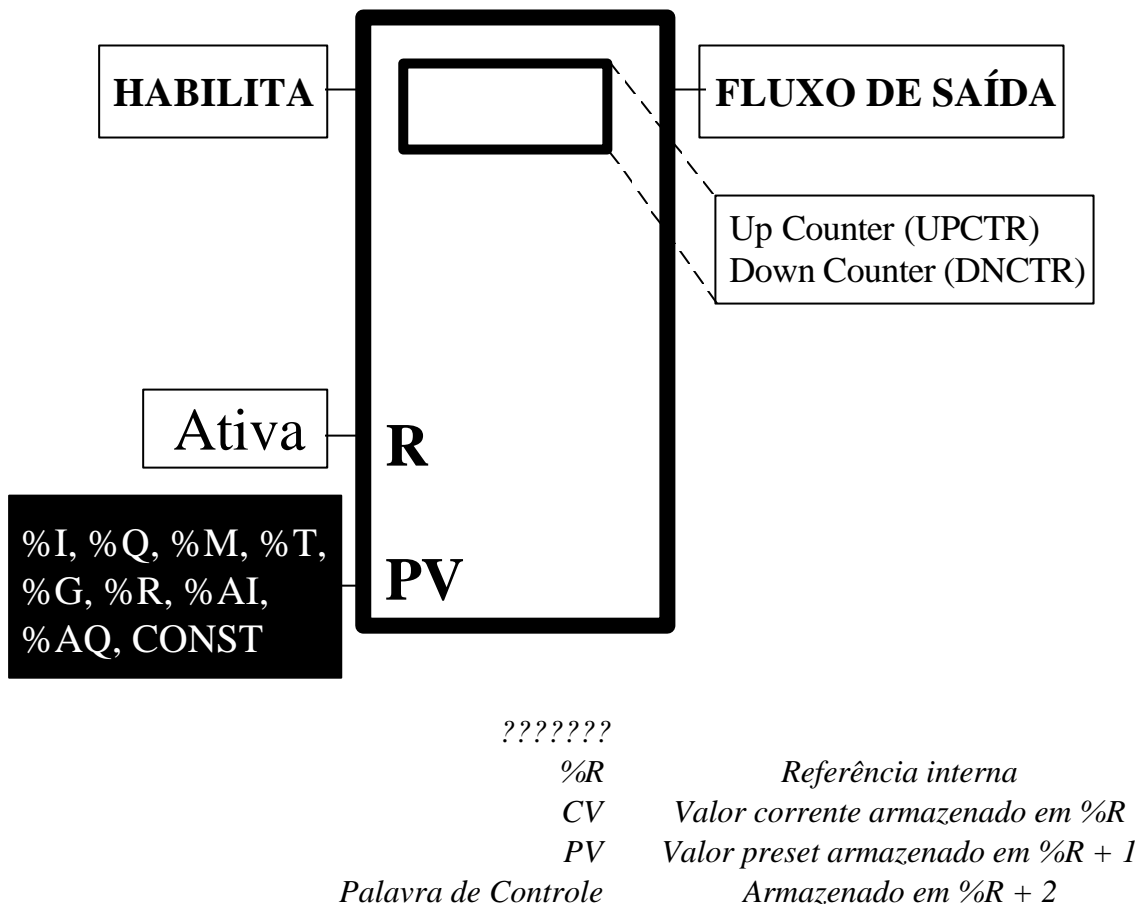 HABILITA
FLUXO DE SAÍDA
Up Counter (UPCTR)
Down Counter (DNCTR)
Ativa
R
%I, %Q, %M, %T,
%G, %R, %AI,
%AQ, CONST
PV
???????
%R Referência interna
CV Valor corrente armazenado em %R
PV Valor preset armazenado em %R + 1
Palavra de Controle Armazenado em %R + 2